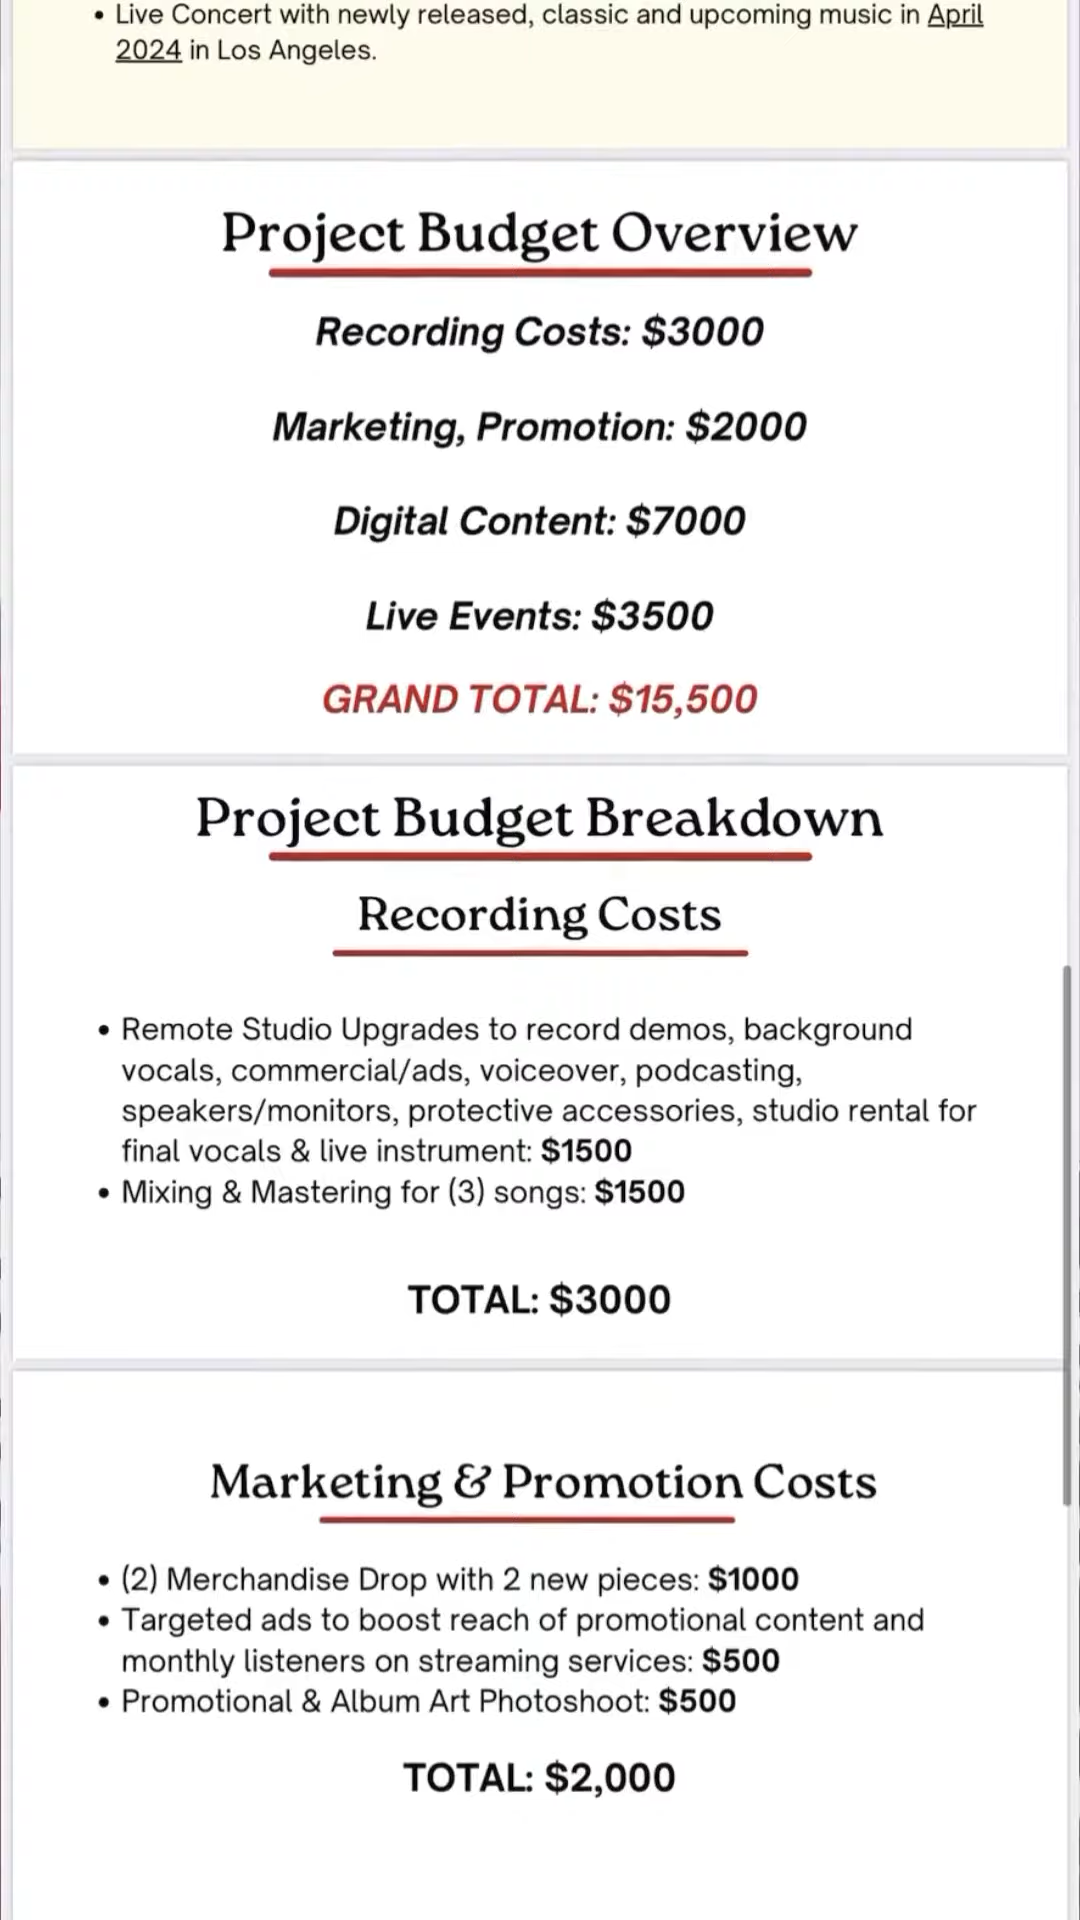 • Live Concert with newly released, classic and upcoming music in April
2024 in Los Angeles.
Project Budget Overview
Recording Costs: $3000
Marketing, Promotion: $2000
Digital Content: $7000
Live Events: $3500
GRAND TOTAL: $15,500
Project Budget Breakdown
Recording Costs
• Remote Studio Upgrades to record demos, background
vocals, commercial/ads, voiceover, podcasting,
speakers/monitors, protective accessories, studio rental for
final vocals & live instrument: $1500
• Mixing & Mastering for (3) songs: $1500
TOTAL: $3000
Marketing & Promotion Costs
• (2) Merchandise Drop with 2 new pieces: $1000
• Targeted ads to boost reach of promotional content and
monthly listeners on streaming services: $500
• Promotional & Album Art Photoshoot: $500
TOTAL: $2,000